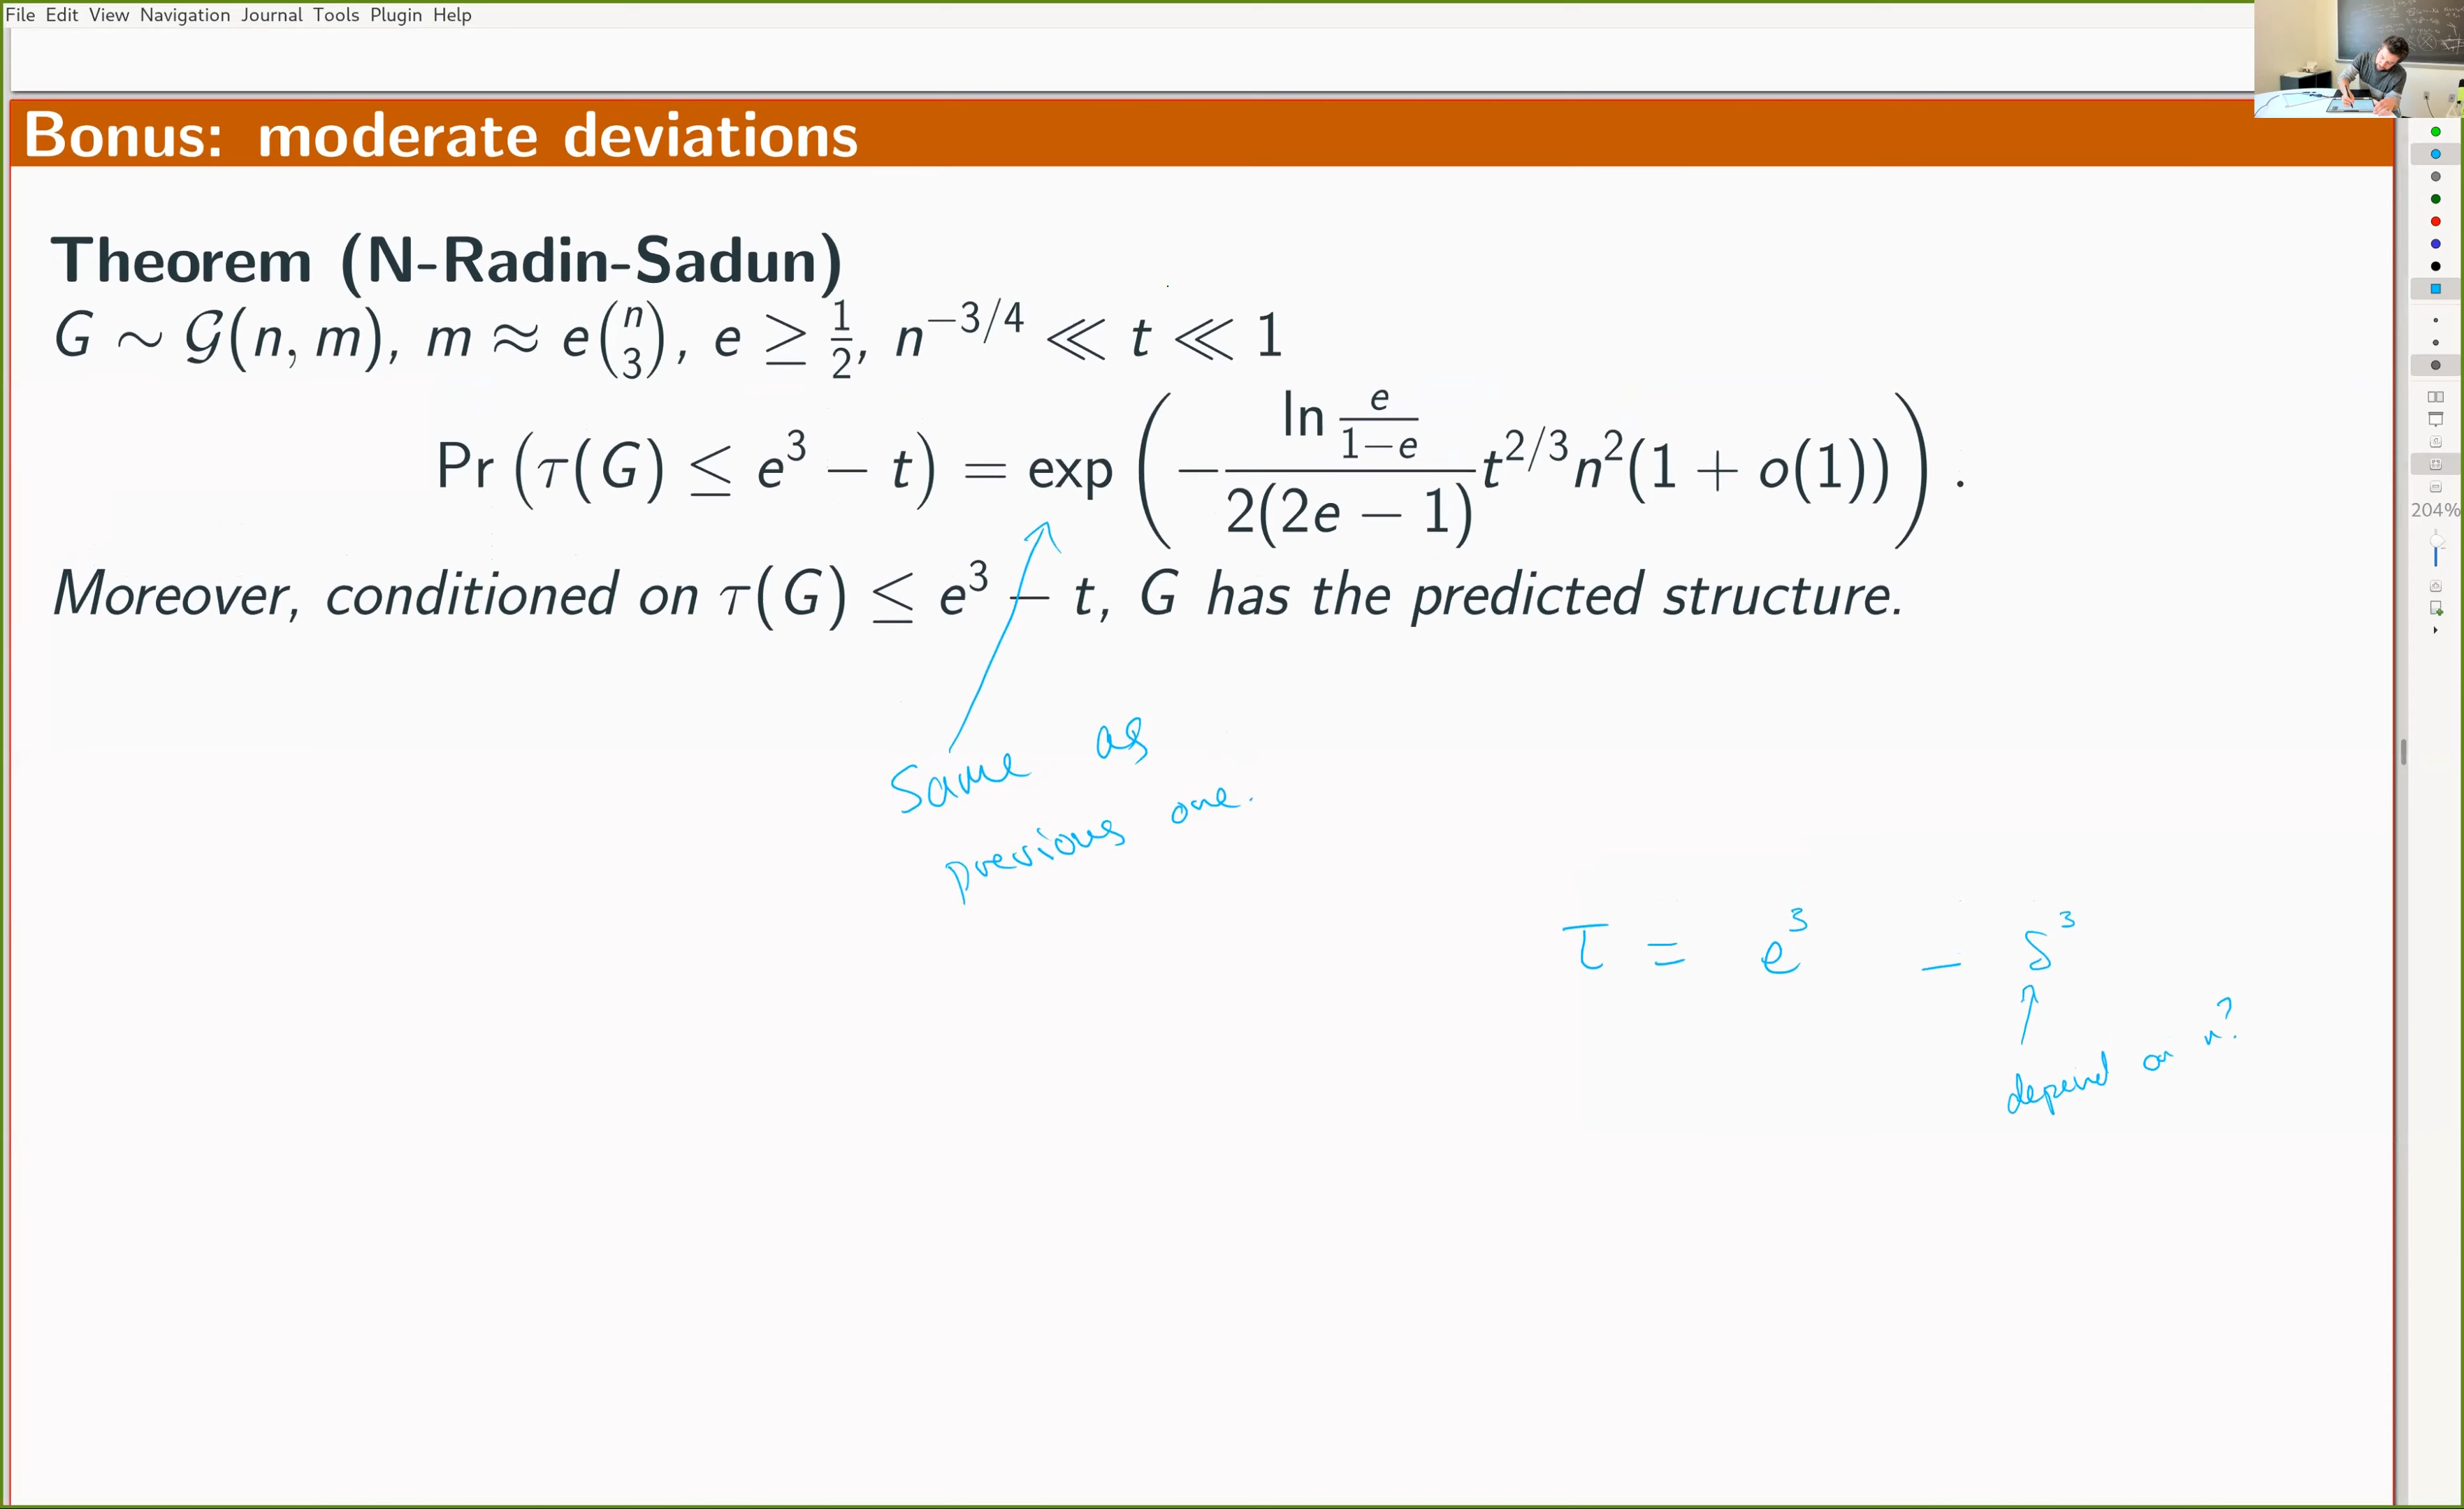 File Edit View Navigation Journal Tools Plugin Help
Bonus: moderate deviations
Theorem (N-Radin-Sadun)
G ∼ 𝒢(n, m), m ≈ e(n 3), e ≥ 1/2, n^{−3/4} ≪ t ≪ 1
Pr (τ(G) ≤ e³ − t) = exp (− ln e/(1−e) / 2(2e − 1) t^{2/3} n²(1 + o(1))) .
Moreover, conditioned on τ(G) ≤ e³ − t, G has the predicted structure.
Same as
previous one.
τ = e³ − δ³
depend on n?
204%